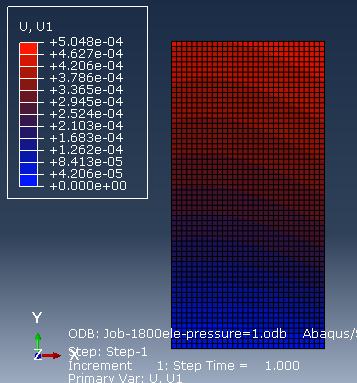 U, U1
+5.048e-04
+4.627e-04
+4.206e-04
+3.786e-04
+3.365e-04
+2.945e-04
+2.524e-04
+2.103e-04
+1.683e-04
+1.262e-04
+8.413e-05
+4.206e-05
+0.000e+00
Y
Z X
ODB: Job-1800ele-pressure=1.odb Abaqus/S
Step: Step-1
Increment 1: Step Time = 1.000
Primary Var: U, U1